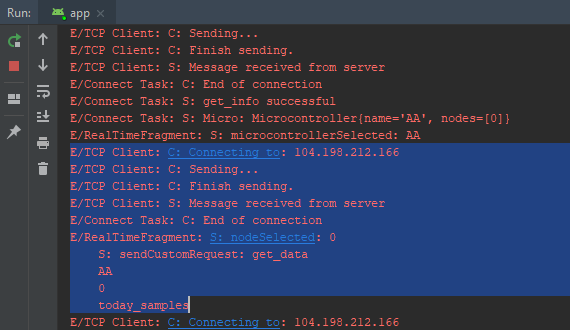 Run: app
E/TCP Client: C: Sending...
E/TCP Client: C: Finish sending.
E/TCP Client: S: Message received from server
E/Connect Task: C: End of connection
E/Connect Task: S: get_info successful
E/Connect Task: S: Micro: Microcontroller{name='AA', nodes=[0]}
E/RealTimeFragment: S: microcontrollerSelected: AA
E/TCP Client: C: Connecting to: 104.198.212.166
E/TCP Client: C: Sending...
E/TCP Client: C: Finish sending.
E/TCP Client: S: Message received from server
E/Connect Task: C: End of connection
E/RealTimeFragment: S: nodeSelected: 0
S: sendCustomRequest: get_data
AA
0
today_samples
E/TCP Client: C: Connecting to: 104.198.212.166